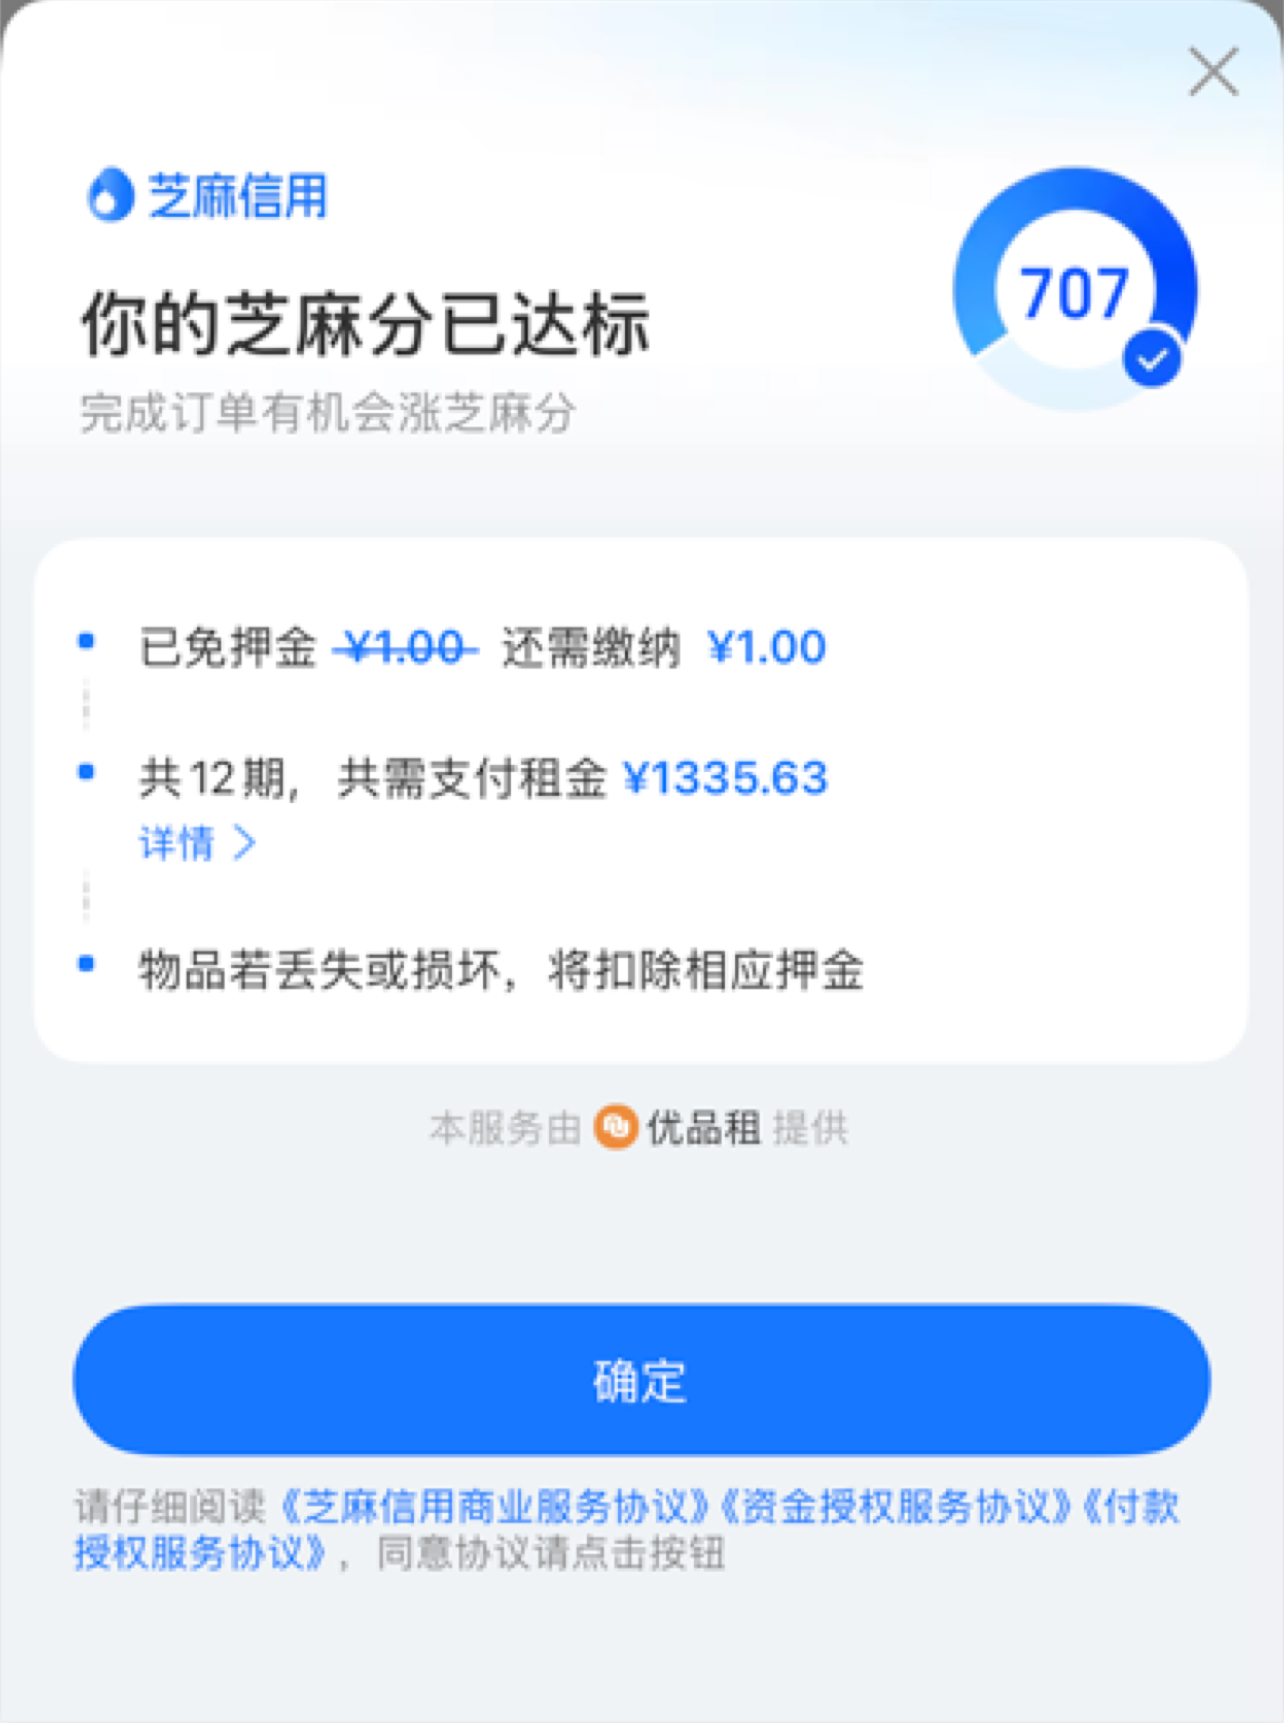 芝麻信用
707
你的芝麻分已达标
完成订单有机会涨芝麻分
已免押金 ¥1.00 还需缴纳 ¥1.00
共12期，共需支付租金 ¥1335.63
详情 >
物品若丢失或损坏，将扣除相应押金
本服务由 优品租 提供
确定
请仔细阅读《芝麻信用商业服务协议》《资金授权服务协议》《付款
授权服务协议》，同意协议请点击按钮